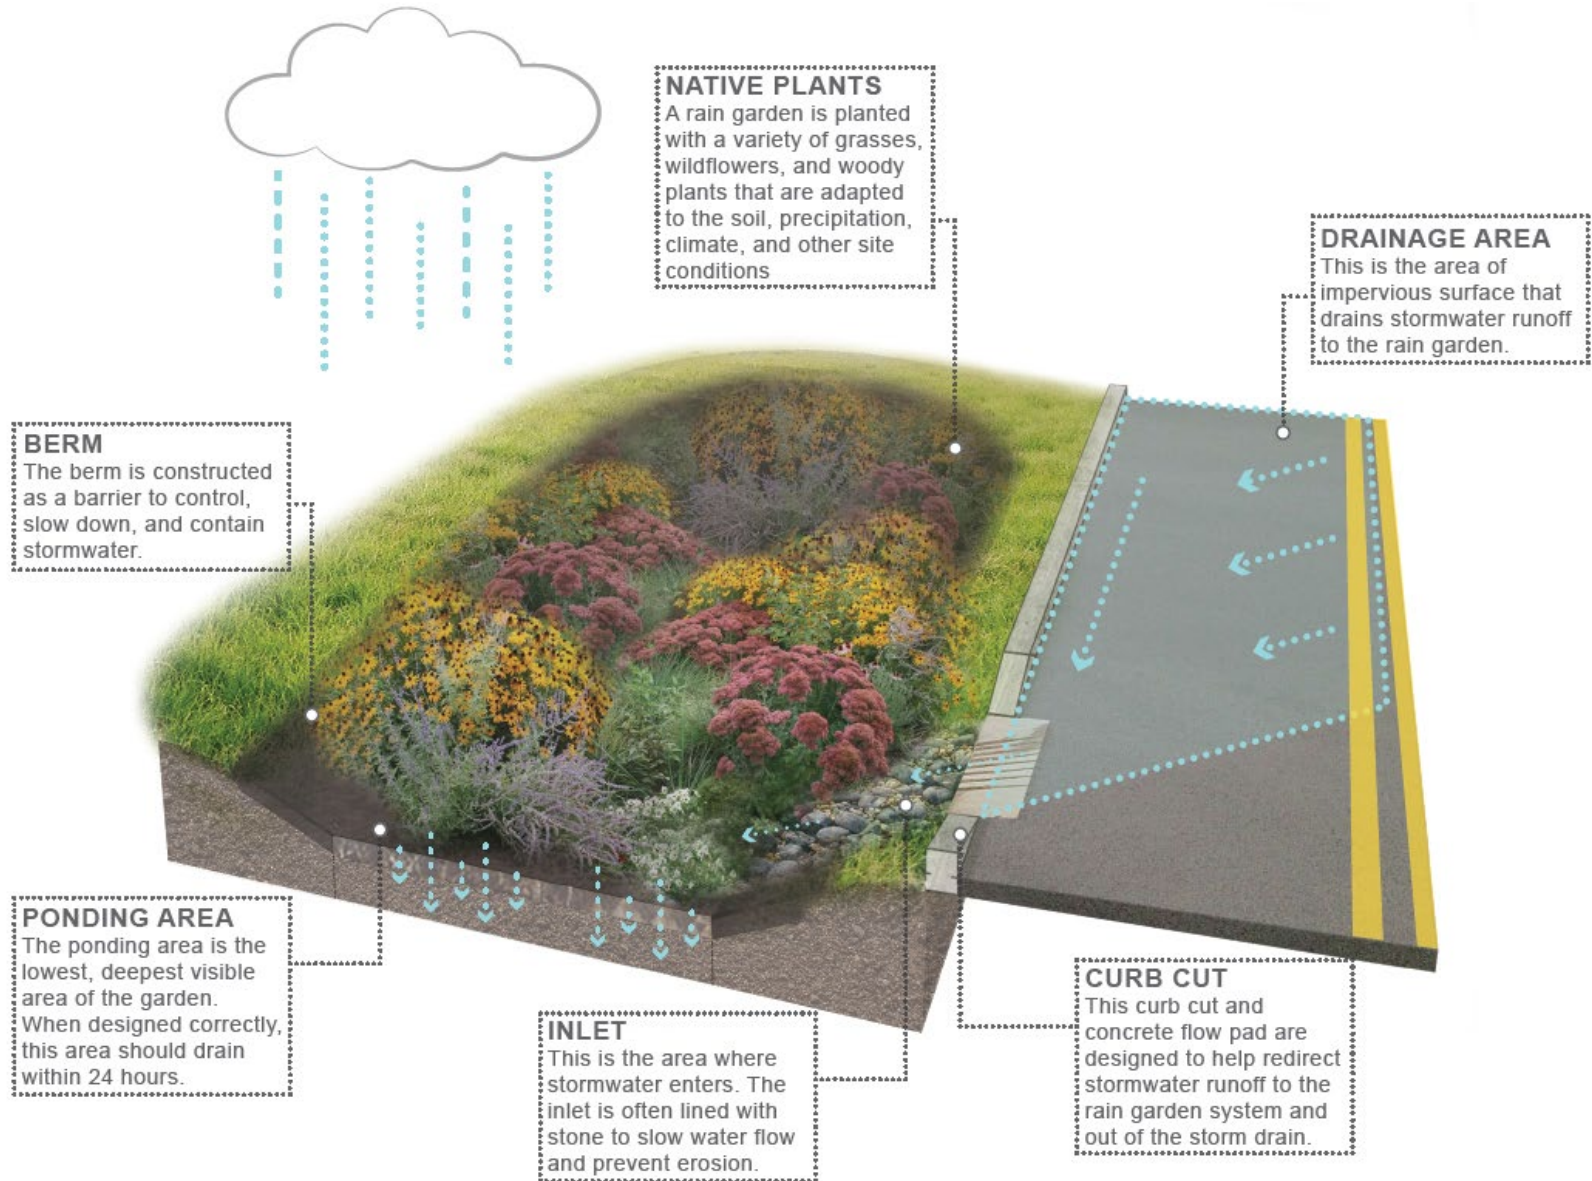 NATIVE PLANTS
A rain garden is planted
with a variety of grasses,
wildflowers, and woody
plants that are adapted
to the soil, precipitation,
climate, and other site
conditions
DRAINAGE AREA
This is the area of
impervious surface that
drains stormwater runoff
to the rain garden.
BERM
The berm is constructed
as a barrier to control,
slow down, and contain
stormwater.
PONDING AREA
The ponding area is the
lowest, deepest visible
area of the garden.
When designed correctly,
this area should drain
within 24 hours.
INLET
This is the area where
stormwater enters. The
inlet is often lined with
stone to slow water flow
and prevent erosion.
CURB CUT
This curb cut and
concrete flow pad are
designed to help redirect
stormwater runoff to the
rain garden system and
out of the storm drain.